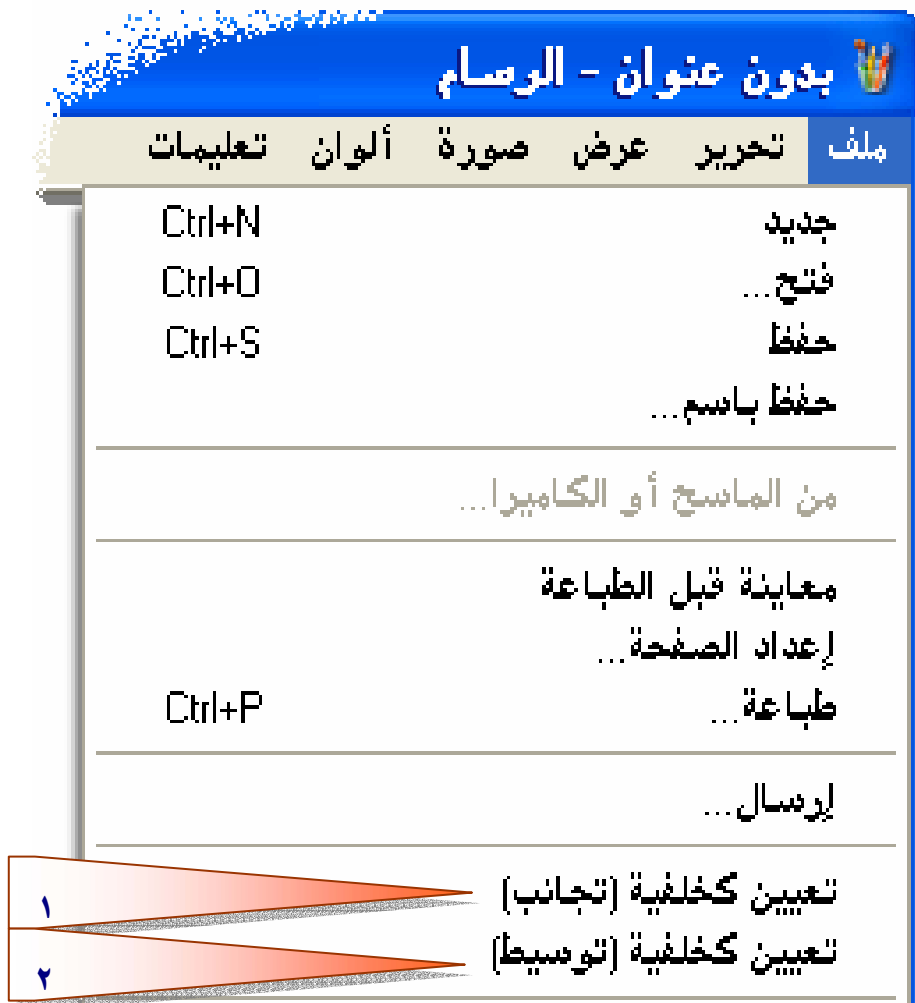 بدون عنوان - الرسام
ملف تحرير عرض صورة ألوان تعليمات
جديد Ctrl+N
فتح... Ctrl+O
حفظ Ctrl+S
حفظ باسم...
من الماسح أو الكاميرا...
معاينة قبل الطباعة
إعداد الصفحة...
طباعة... Ctrl+P
إرسال...
تعيين كخلفية (تجانب) ١
تعيين كخلفية (توسيط) ٢